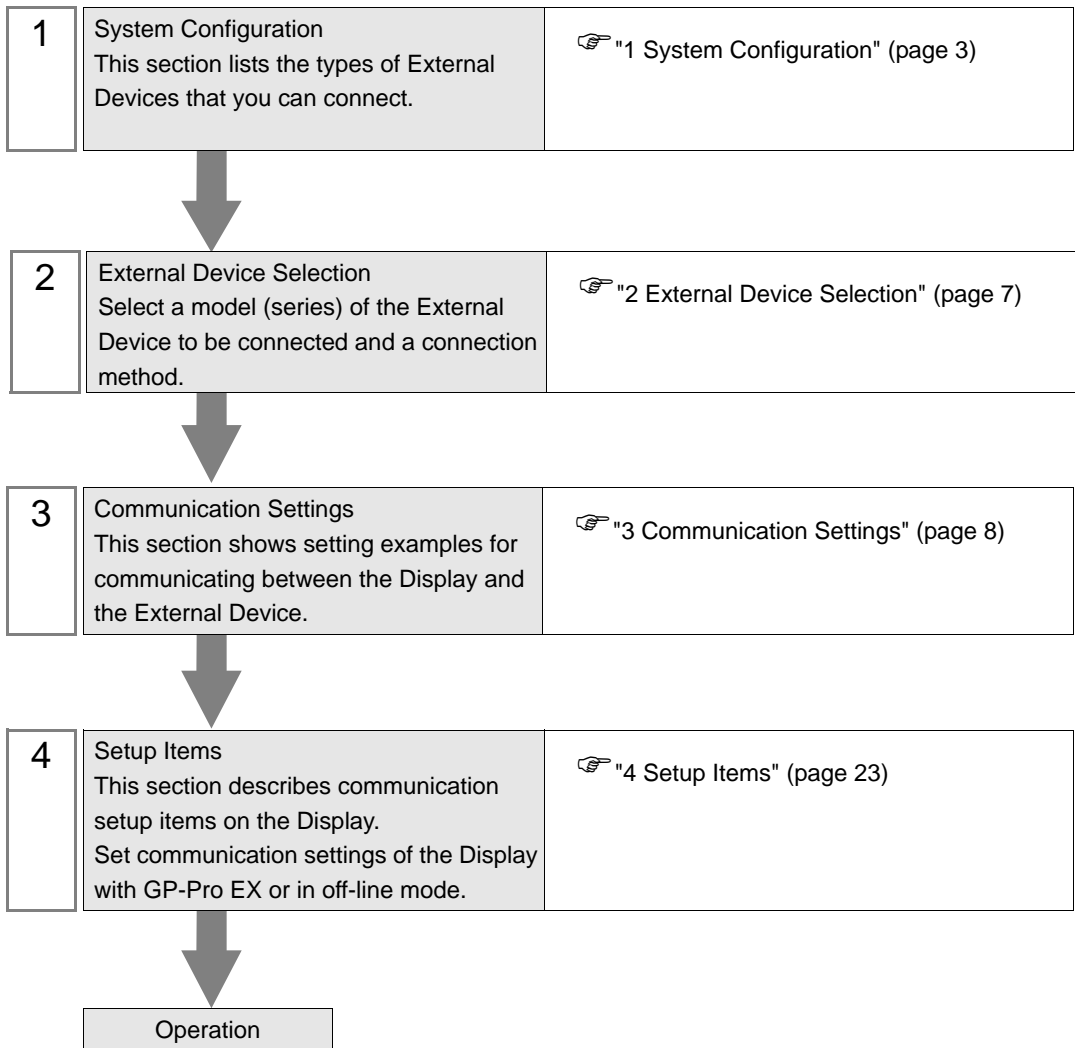 1
System Configuration
This section lists the types of External
Devices that you can connect.
"1 System Configuration" (page 3)
2
External Device Selection
Select a model (series) of the External
Device to be connected and a connection
method.
"2 External Device Selection" (page 7)
3
Communication Settings
This section shows setting examples for
communicating between the Display and
the External Device.
"3 Communication Settings" (page 8)
4
Setup Items
This section describes communication
setup items on the Display.
Set communication settings of the Display
with GP-Pro EX or in off-line mode.
"4 Setup Items" (page 23)
Operation